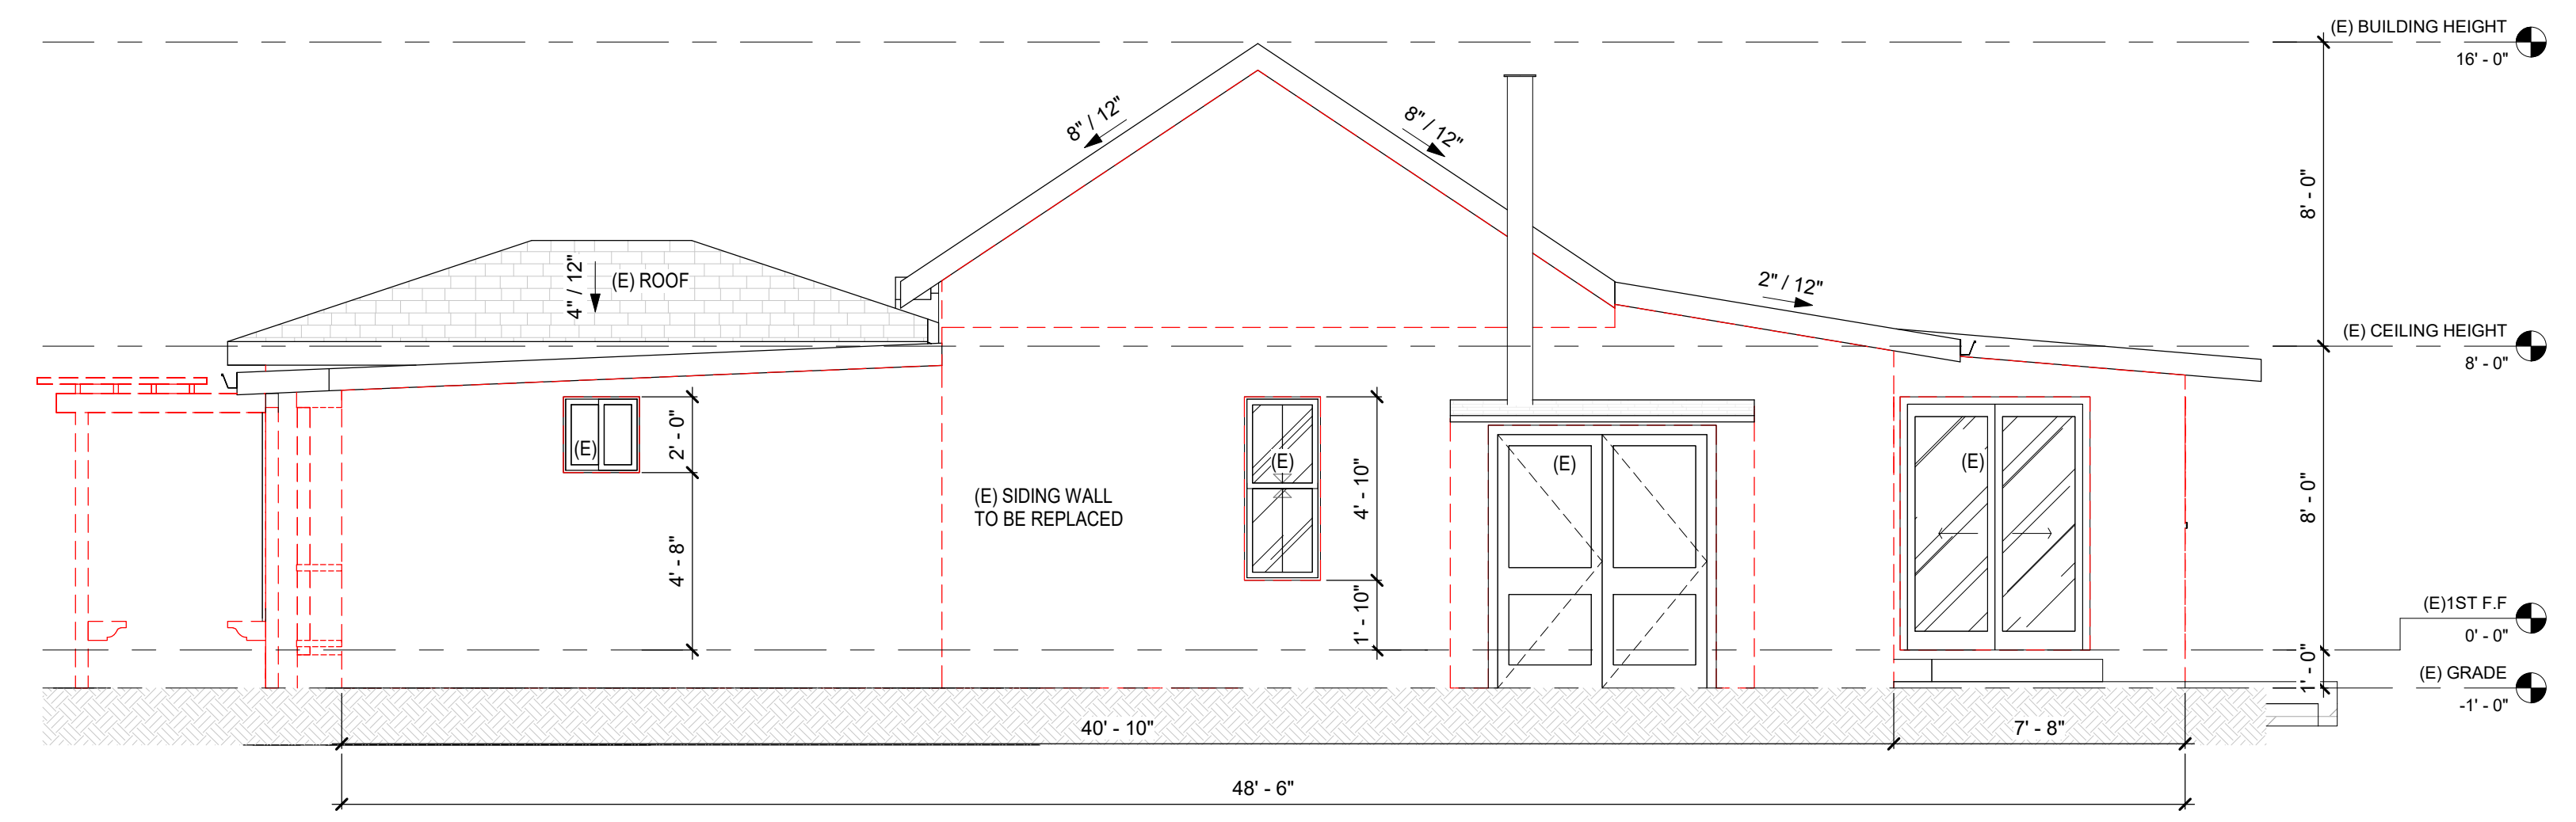 (E) BUILDING HEIGHT
16' - 0"
8" / 12"
8" / 12"
8' - 0"
4" / 12"
(E) ROOF
2" / 12"
(E) CEILING HEIGHT
8' - 0"
2' - 0"
(E)
(E)
(E)
(E)
4' - 10"
8' - 0"
(E) SIDING WALL
TO BE REPLACED
4' - 8"
1' - 10"
(E)1ST F.F
0' - 0"
1' - 0"
(E) GRADE
-1' - 0"
40' - 10"
7' - 8"
48' - 6"